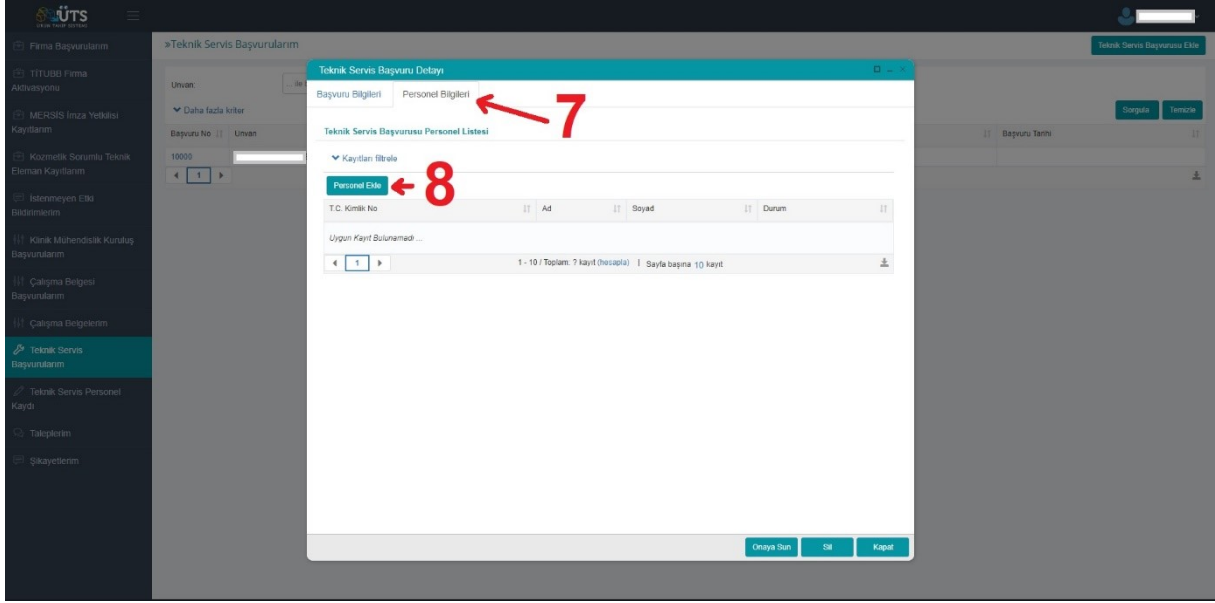 ÜTS
ÜRÜN TAKİP SİSTEMİ
Firma Başvurularım
TİTUBB Firma
Aktivasyonu
MERSİS İmza Yetkilisi
Kayıtlarım
Kozmetik Sorumlu Teknik
Eleman Kayıtlarım
İstenmeyen Etki
Bildirimlerim
Klinik Mühendislik Kuruluş
Başvurularım
Çalışma Belgesi
Başvurularım
Çalışma Belgelerim
Teknik Servis
Başvurularım
Teknik Servis Personel
Kaydı
Taleplerim
Şikayetlerim
»Teknik Servis Başvurularım
Teknik Servis Başvurusu Ekle
Unvan:
... ile
Daha fazla kriter
Sorgula Temizle
Başvuru No Unvan Başvuru Tarihi
10000
1
Teknik Servis Başvuru Detayı
Başvuru Bilgileri Personel Bilgileri
7
Teknik Servis Başvurusu Personel Listesi
Kayıtları filtrele
Personel Ekle
8
T.C. Kimlik No Ad Soyad Durum
Uygun Kayıt Bulunamadı ...
1 1 - 10 / Toplam: ? kayıt (hesapla) | Sayfa başına 10 kayıt
Onaya Sun Sil Kapat